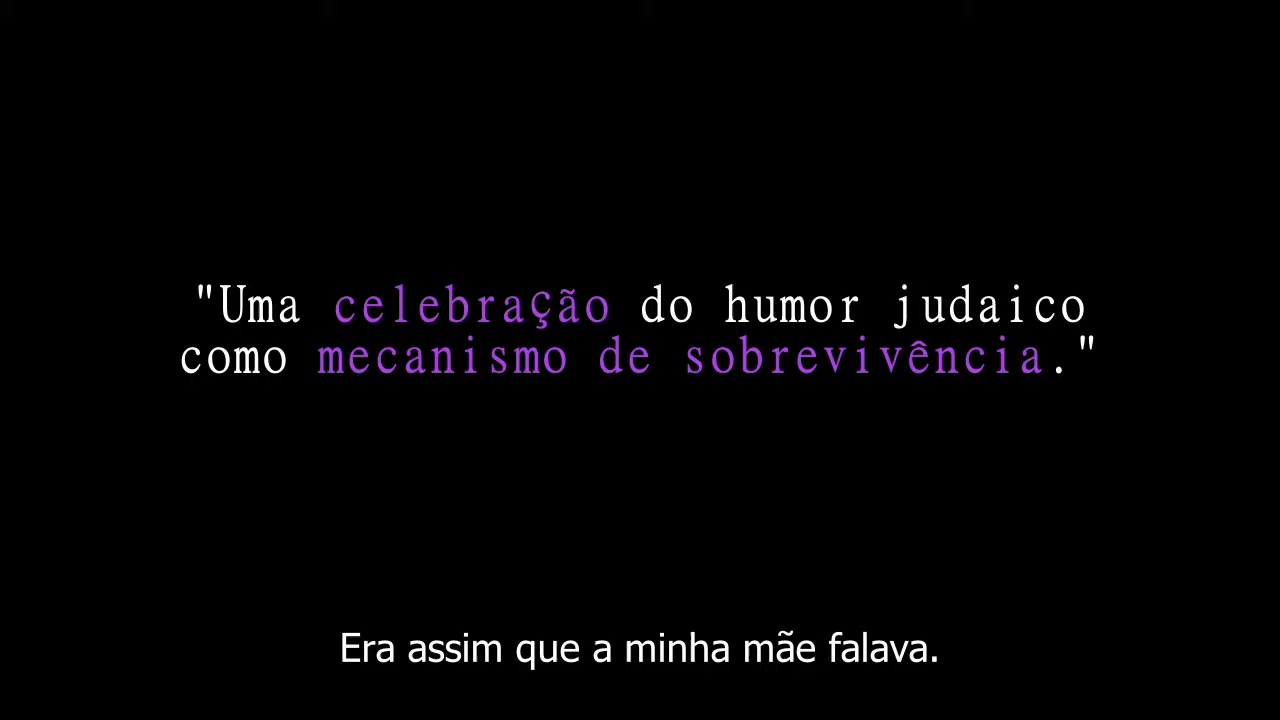 "Uma celebração do humor judaico
como mecanismo de sobrevivência."
Era assim que a minha mãe falava.